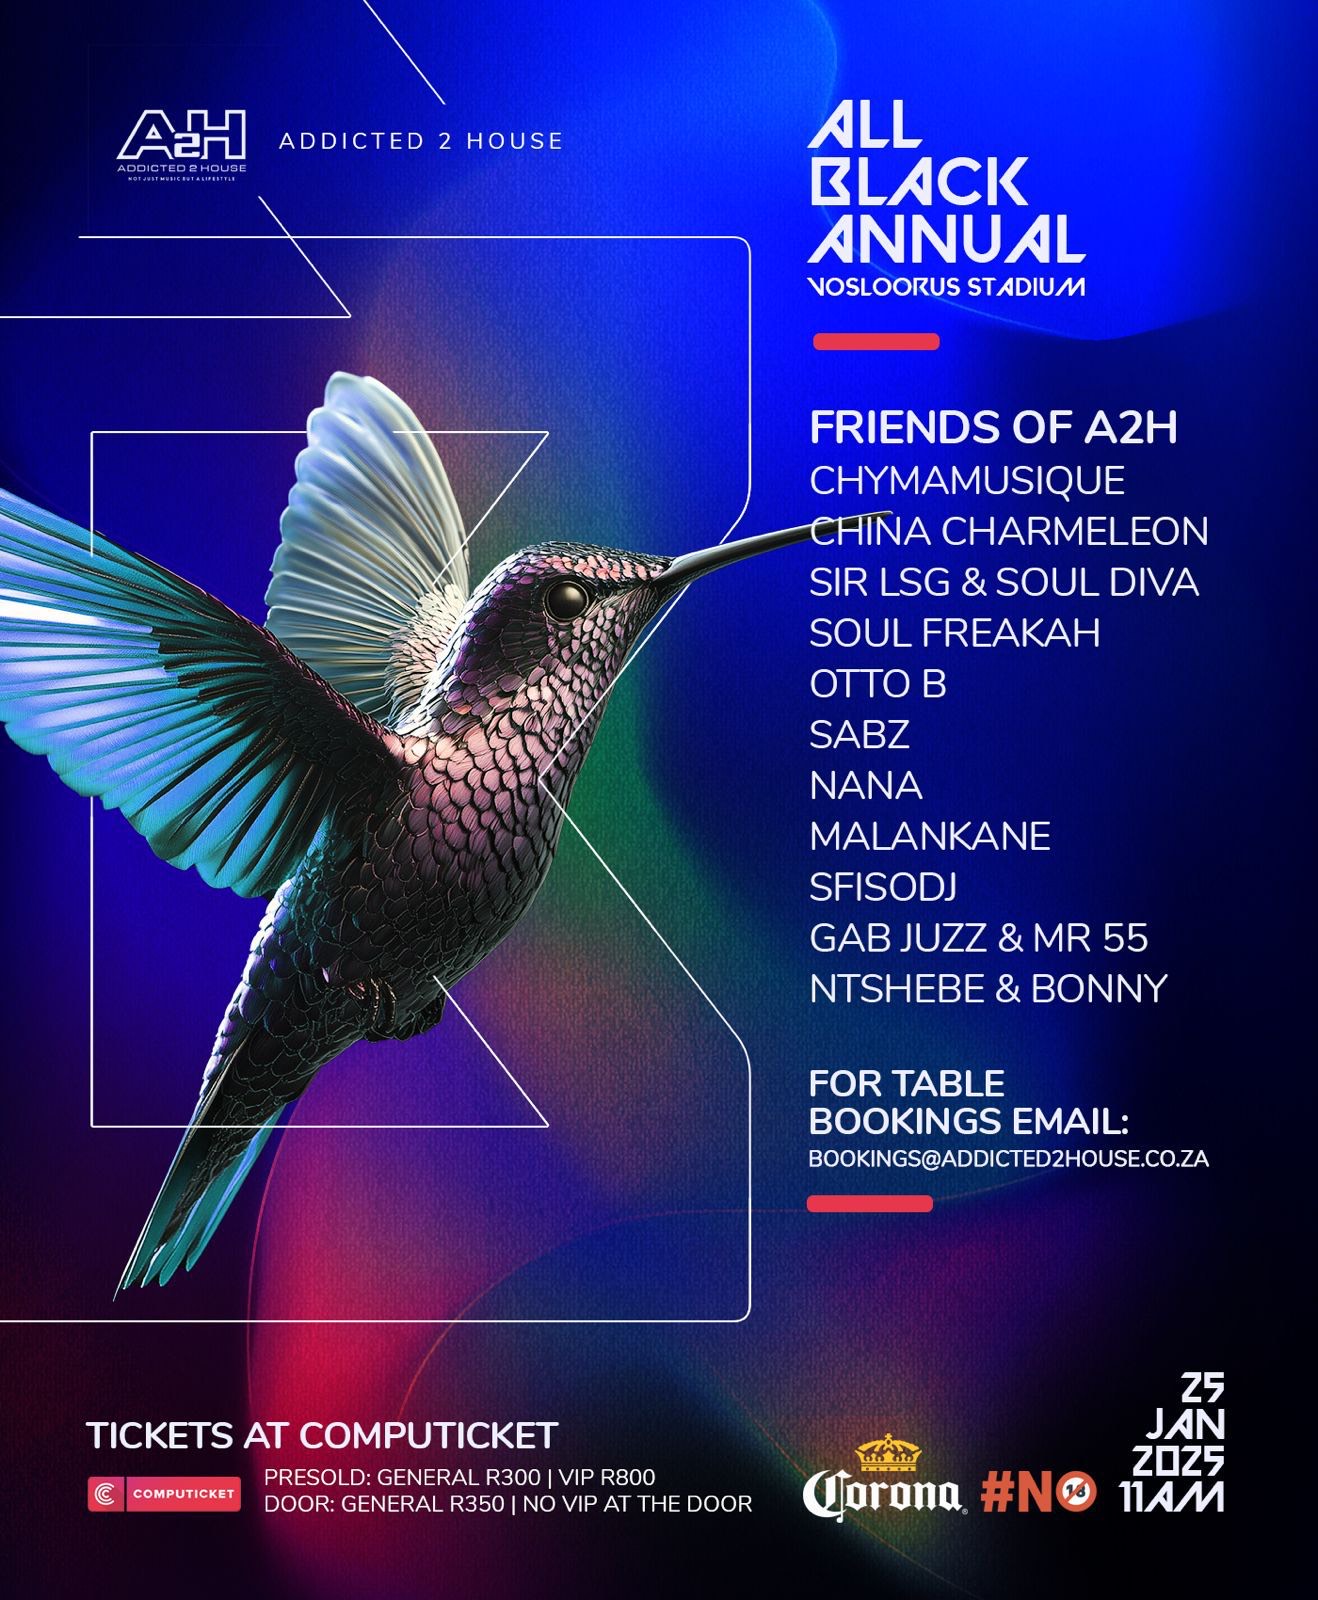 A2H
ADDICTED 2 HOUSE
NOT JUST MUSIC BUT A LIFESTYLE
ADDICTED 2 HOUSE
ALL
BLACK
ANNUAL
VOSLOORUS STADIUM
FRIENDS OF A2H
CHYMAMUSIQUE
CHINA CHARMELEON
SIR LSG & SOUL DIVA
SOUL FREAKAH
OTTO B
SABZ
NANA
MALANKANE
SFISODJ
GAB JUZZ & MR 55
NTSHEBE & BONNY
FOR TABLE
BOOKINGS EMAIL:
BOOKINGS@ADDICTED2HOUSE.CO.ZA
TICKETS AT COMPUTICKET
COMPUTICKET
PRESOLD: GENERAL R300 | VIP R800
DOOR: GENERAL R350 | NO VIP AT THE DOOR
Corona®
#NO
18
25
JAN
2025
11AM